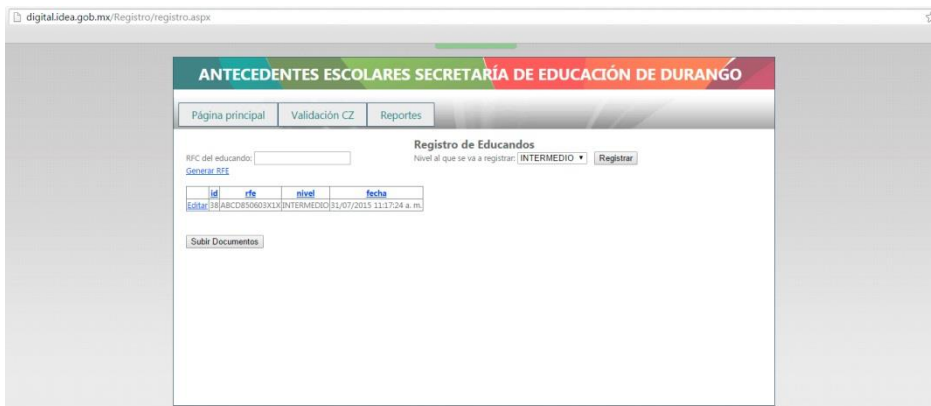 digital.idea.gob.mx/Registro/registro.aspx
ANTECEDENTES ESCOLARES SECRETARÍA DE EDUCACIÓN DE DURANGO
Página principal Validación CZ Reportes
Registro de Educandos
RFC del educando: Nivel al que se va a registrar: INTERMEDIO Registrar
Generar RFE
id rfe nivel fecha
Editar 38 ABCD850603X1X INTERMEDIO 31/07/2015 11:17:24 a. m.
Subir Documentos